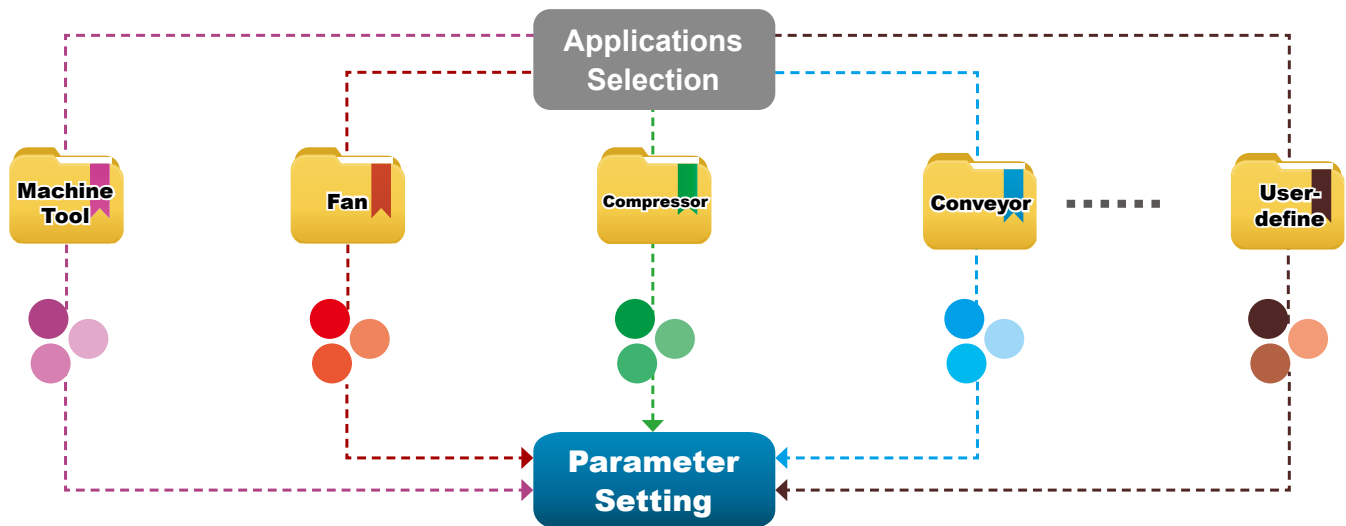 Applications
Selection
Machine
Tool
Fan
Compressor
Conveyor
User-
define
Parameter
Setting